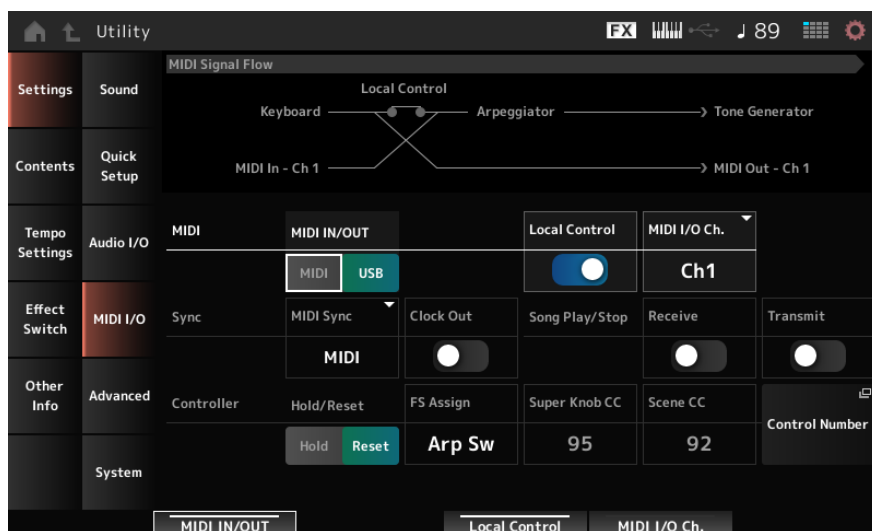 Utility
FX
89
Settings
Sound
Contents
Quick
Setup
Tempo
Settings
Audio I/O
Effect
Switch
MIDI I/O
Other
Info
Advanced
System
MIDI Signal Flow
Local Control
Keyboard
Arpeggiator
Tone Generator
MIDI In - Ch 1
MIDI Out - Ch 1
MIDI
MIDI IN/OUT
Local Control
MIDI I/O Ch.
MIDI
USB
Ch1
Sync
MIDI Sync
Clock Out
Song Play/Stop
Receive
Transmit
MIDI
Controller
Hold/Reset
FS Assign
Super Knob CC
Scene CC
Control Number
Hold
Reset
Arp Sw
95
92
MIDI IN/OUT
Local Control
MIDI I/O Ch.